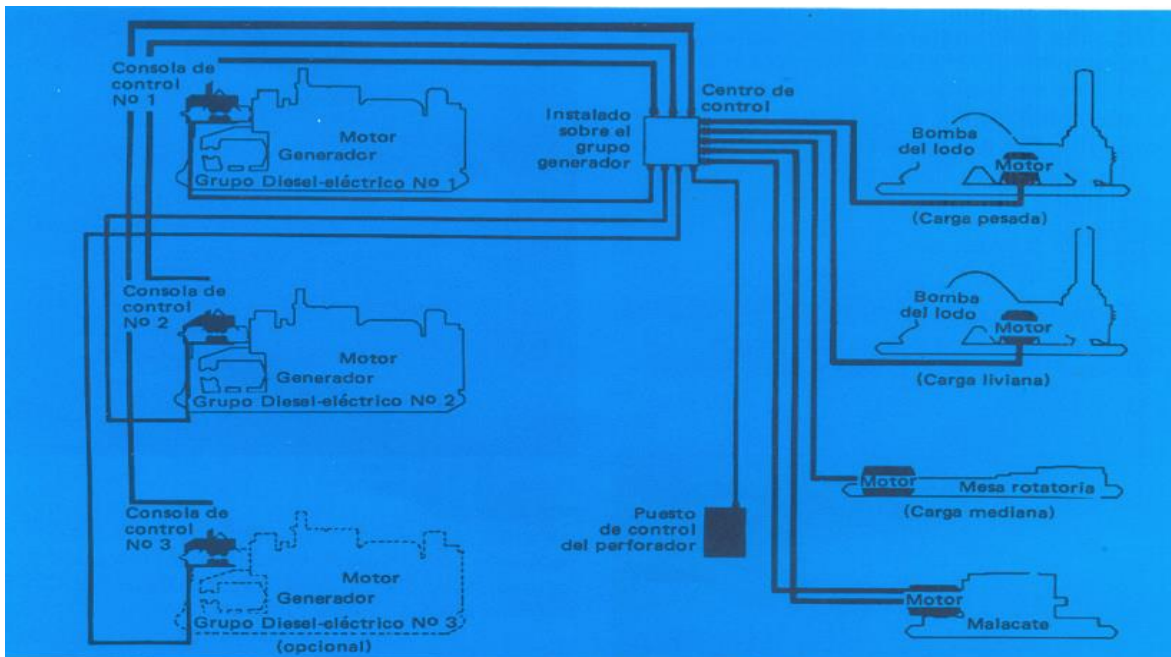 Consola de
control
Nº 1
Motor
Generador
Grupo Diesel-eléctrico Nº 1
Instalado
sobre el
grupo
generador
Centro de
control
Bomba
del lodo
Motor
(Carga pesada)
Consola de
control
Nº 2
Motor
Generador
Grupo Diesel-eléctrico Nº 2
Bomba
del lodo
Motor
(Carga liviana)
Motor
Mesa rotatoria
(Carga mediana)
Consola de
control
Nº 3
Motor
Generador
Grupo Diesel-eléctrico Nº 3
(opcional)
Puesto
de control
del perforador
Motor
Malacate